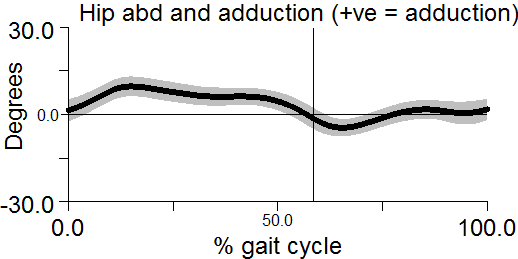 Hip abd and adduction (+ve = adduction)
30.0
Degrees
0.0
-30.0
0.0
50.0
100.0
% gait cycle